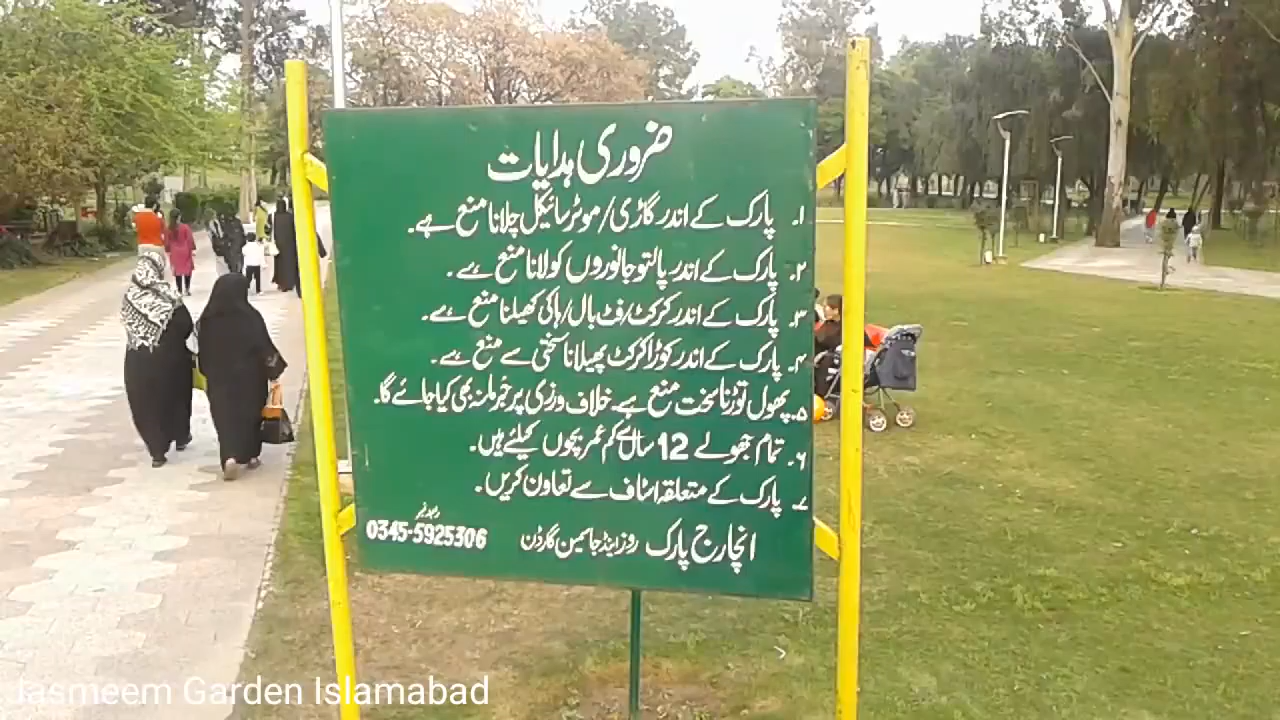 ضروری ہدایات
۱۔ پارک کے اندر گاڑی/موٹر سائیکل چلانا منع ہے۔
۲۔ پارک کے اندر پالتو جانوروں کو لانا منع ہے۔
۳۔ پارک کے اندر کرکٹ/فٹ بال/ہاکی کھیلنا منع ہے۔
۴۔ پارک کے اندر کوڑا کرکٹ پھیلانا سختی سے منع ہے۔
۵۔ پھول توڑنا سخت منع ہے۔ خلاف ورزی پر جرمانہ بھی کیا جائے گا۔
۶۔ تمام جھولے 12 سال سے کم عمر بچوں کیلئے ہیں۔
۷۔ پارک کے متعلقہ اسٹاف سے تعاون کریں۔
انچارج پارک روز اینڈ جاسمین گارڈن
0345-5925306
Jasmeem Garden Islamabad